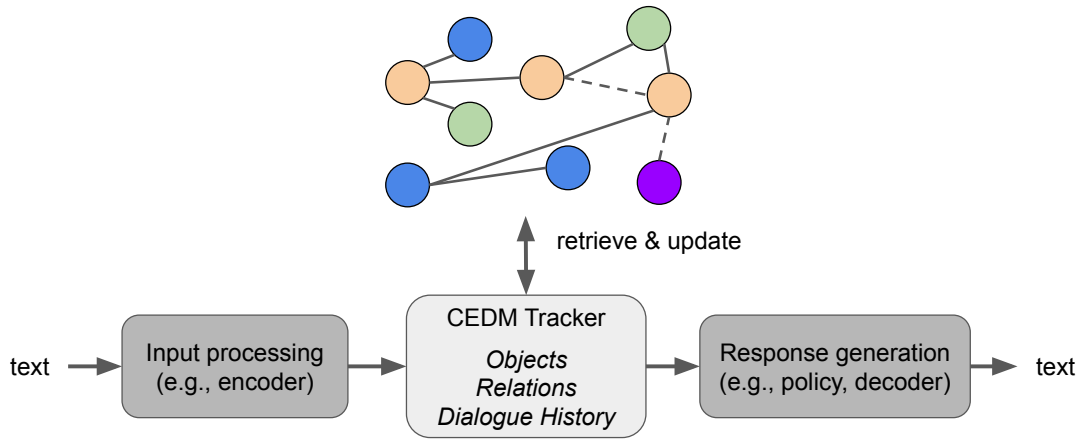 retrieve & update
text
Input processing
(e.g., encoder)
CEDM Tracker
Objects
Relations
Dialogue History
Response generation
(e.g., policy, decoder)
text